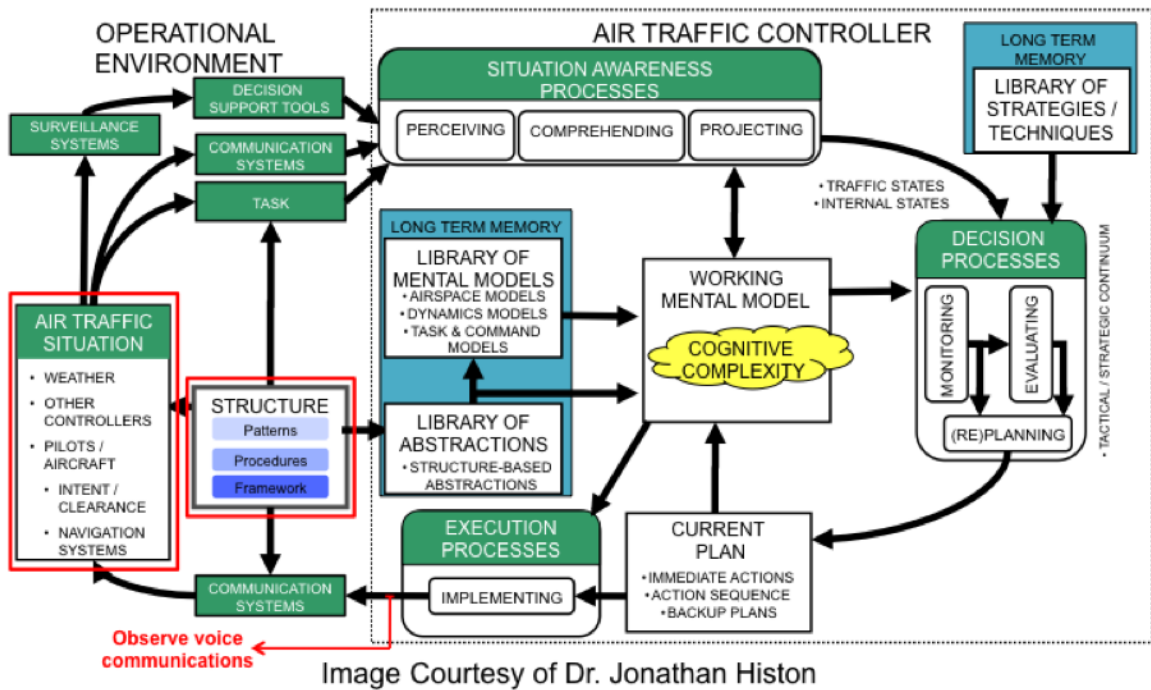 OPERATIONAL
ENVIRONMENT
AIR TRAFFIC CONTROLLER
SURVEILLANCE
SYSTEMS
DECISION
SUPPORT TOOLS
COMMUNICATION
SYSTEMS
TASK
SITUATION AWARENESS
PROCESSES
PERCEIVING
COMPREHENDING
PROJECTING
LONG TERM
MEMORY
LIBRARY OF
STRATEGIES /
TECHNIQUES
• TRAFFIC STATES
• INTERNAL STATES
LONG TERM MEMORY
LIBRARY OF
MENTAL MODELS
• AIRSPACE MODELS
• DYNAMICS MODELS
• TASK & COMMAND
MODELS
LIBRARY OF
ABSTRACTIONS
• STRUCTURE-BASED
ABSTRACTIONS
WORKING
MENTAL MODEL
COGNITIVE
COMPLEXITY
DECISION
PROCESSES
MONITORING
EVALUATING
(RE)PLANNING
• TACTICAL / STRATEGIC CONTINUUM
AIR TRAFFIC
SITUATION
• WEATHER
• OTHER
CONTROLLERS
• PILOTS /
AIRCRAFT
• INTENT /
CLEARANCE
• NAVIGATION
SYSTEMS
STRUCTURE
Patterns
Procedures
Framework
EXECUTION
PROCESSES
IMPLEMENTING
CURRENT
PLAN
• IMMEDIATE ACTIONS
• ACTION SEQUENCE
• BACKUP PLANS
COMMUNICATION
SYSTEMS
Observe voice
communications
Image Courtesy of Dr. Jonathan Histon